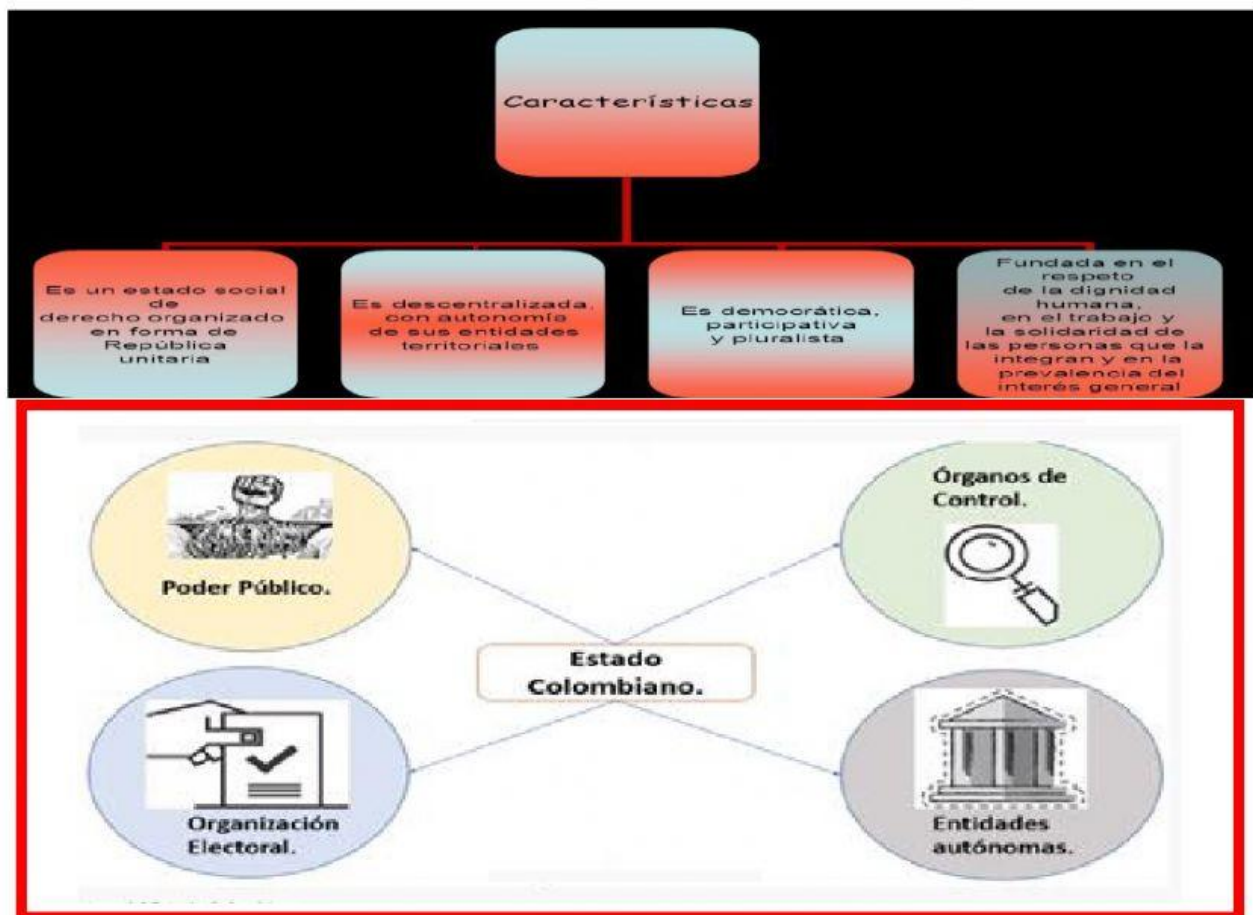 Características
Es un estado social
de
derecho organizado
en forma de
República
unitaria
Es descentralizada,
con autonomía
de sus entidades
territoriales
Es democrática,
participativa
y pluralista
Fundada en el
respeto
de la dignidad
humana,
en el trabajo y
la solidaridad de
las personas que la
integran y en la
prevalencia del
interés general
Poder Público.
Órganos de
Control.
Estado
Colombiano.
Organización
Electoral.
Entidades
autónomas.